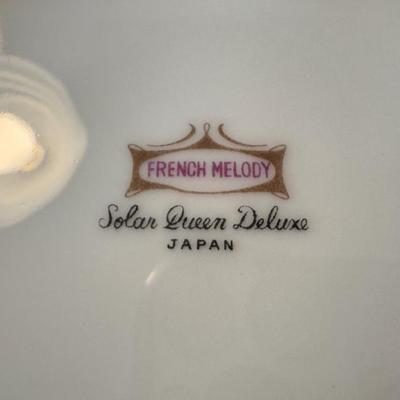 FRENCH MELODY
Solar Queen Deluxe
JAPAN